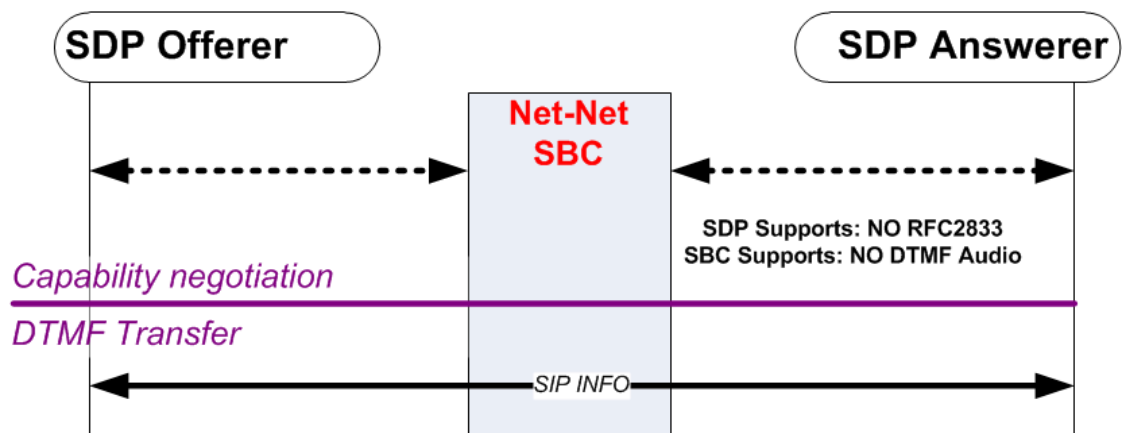 SDP Offerer
SDP Answerer
Net-Net
SBC
SDP Supports: NO RFC2833
SBC Supports: NO DTMF Audio
Capability negotiation
DTMF Transfer
SIP INFO